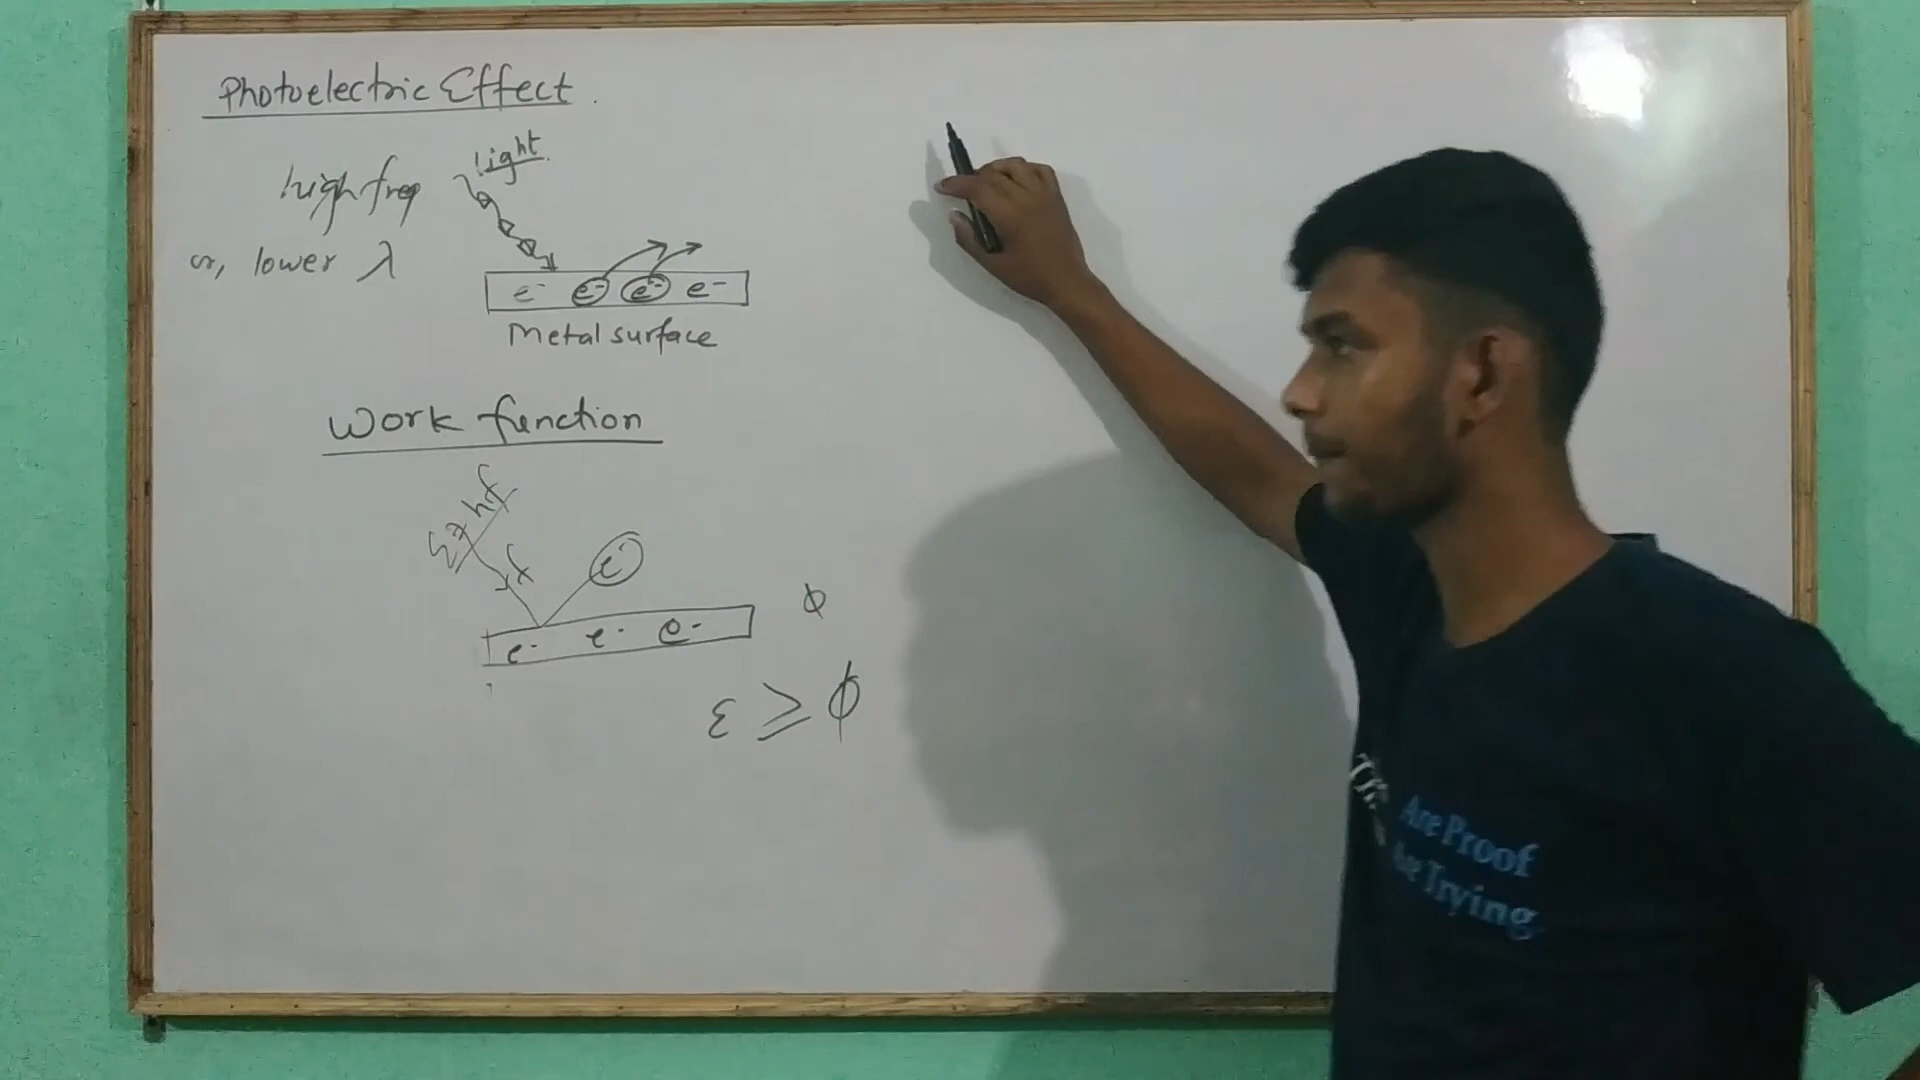 Photoelectric Effect.
light.
high freq
or, lower λ
e⁻ e⁻ e⁻ e⁻
Metal surface
Work function
E = hf
f
e⁻
ϕ
e⁻ e⁻ e⁻
E ≥ ϕ
Are Proof
Are Trying